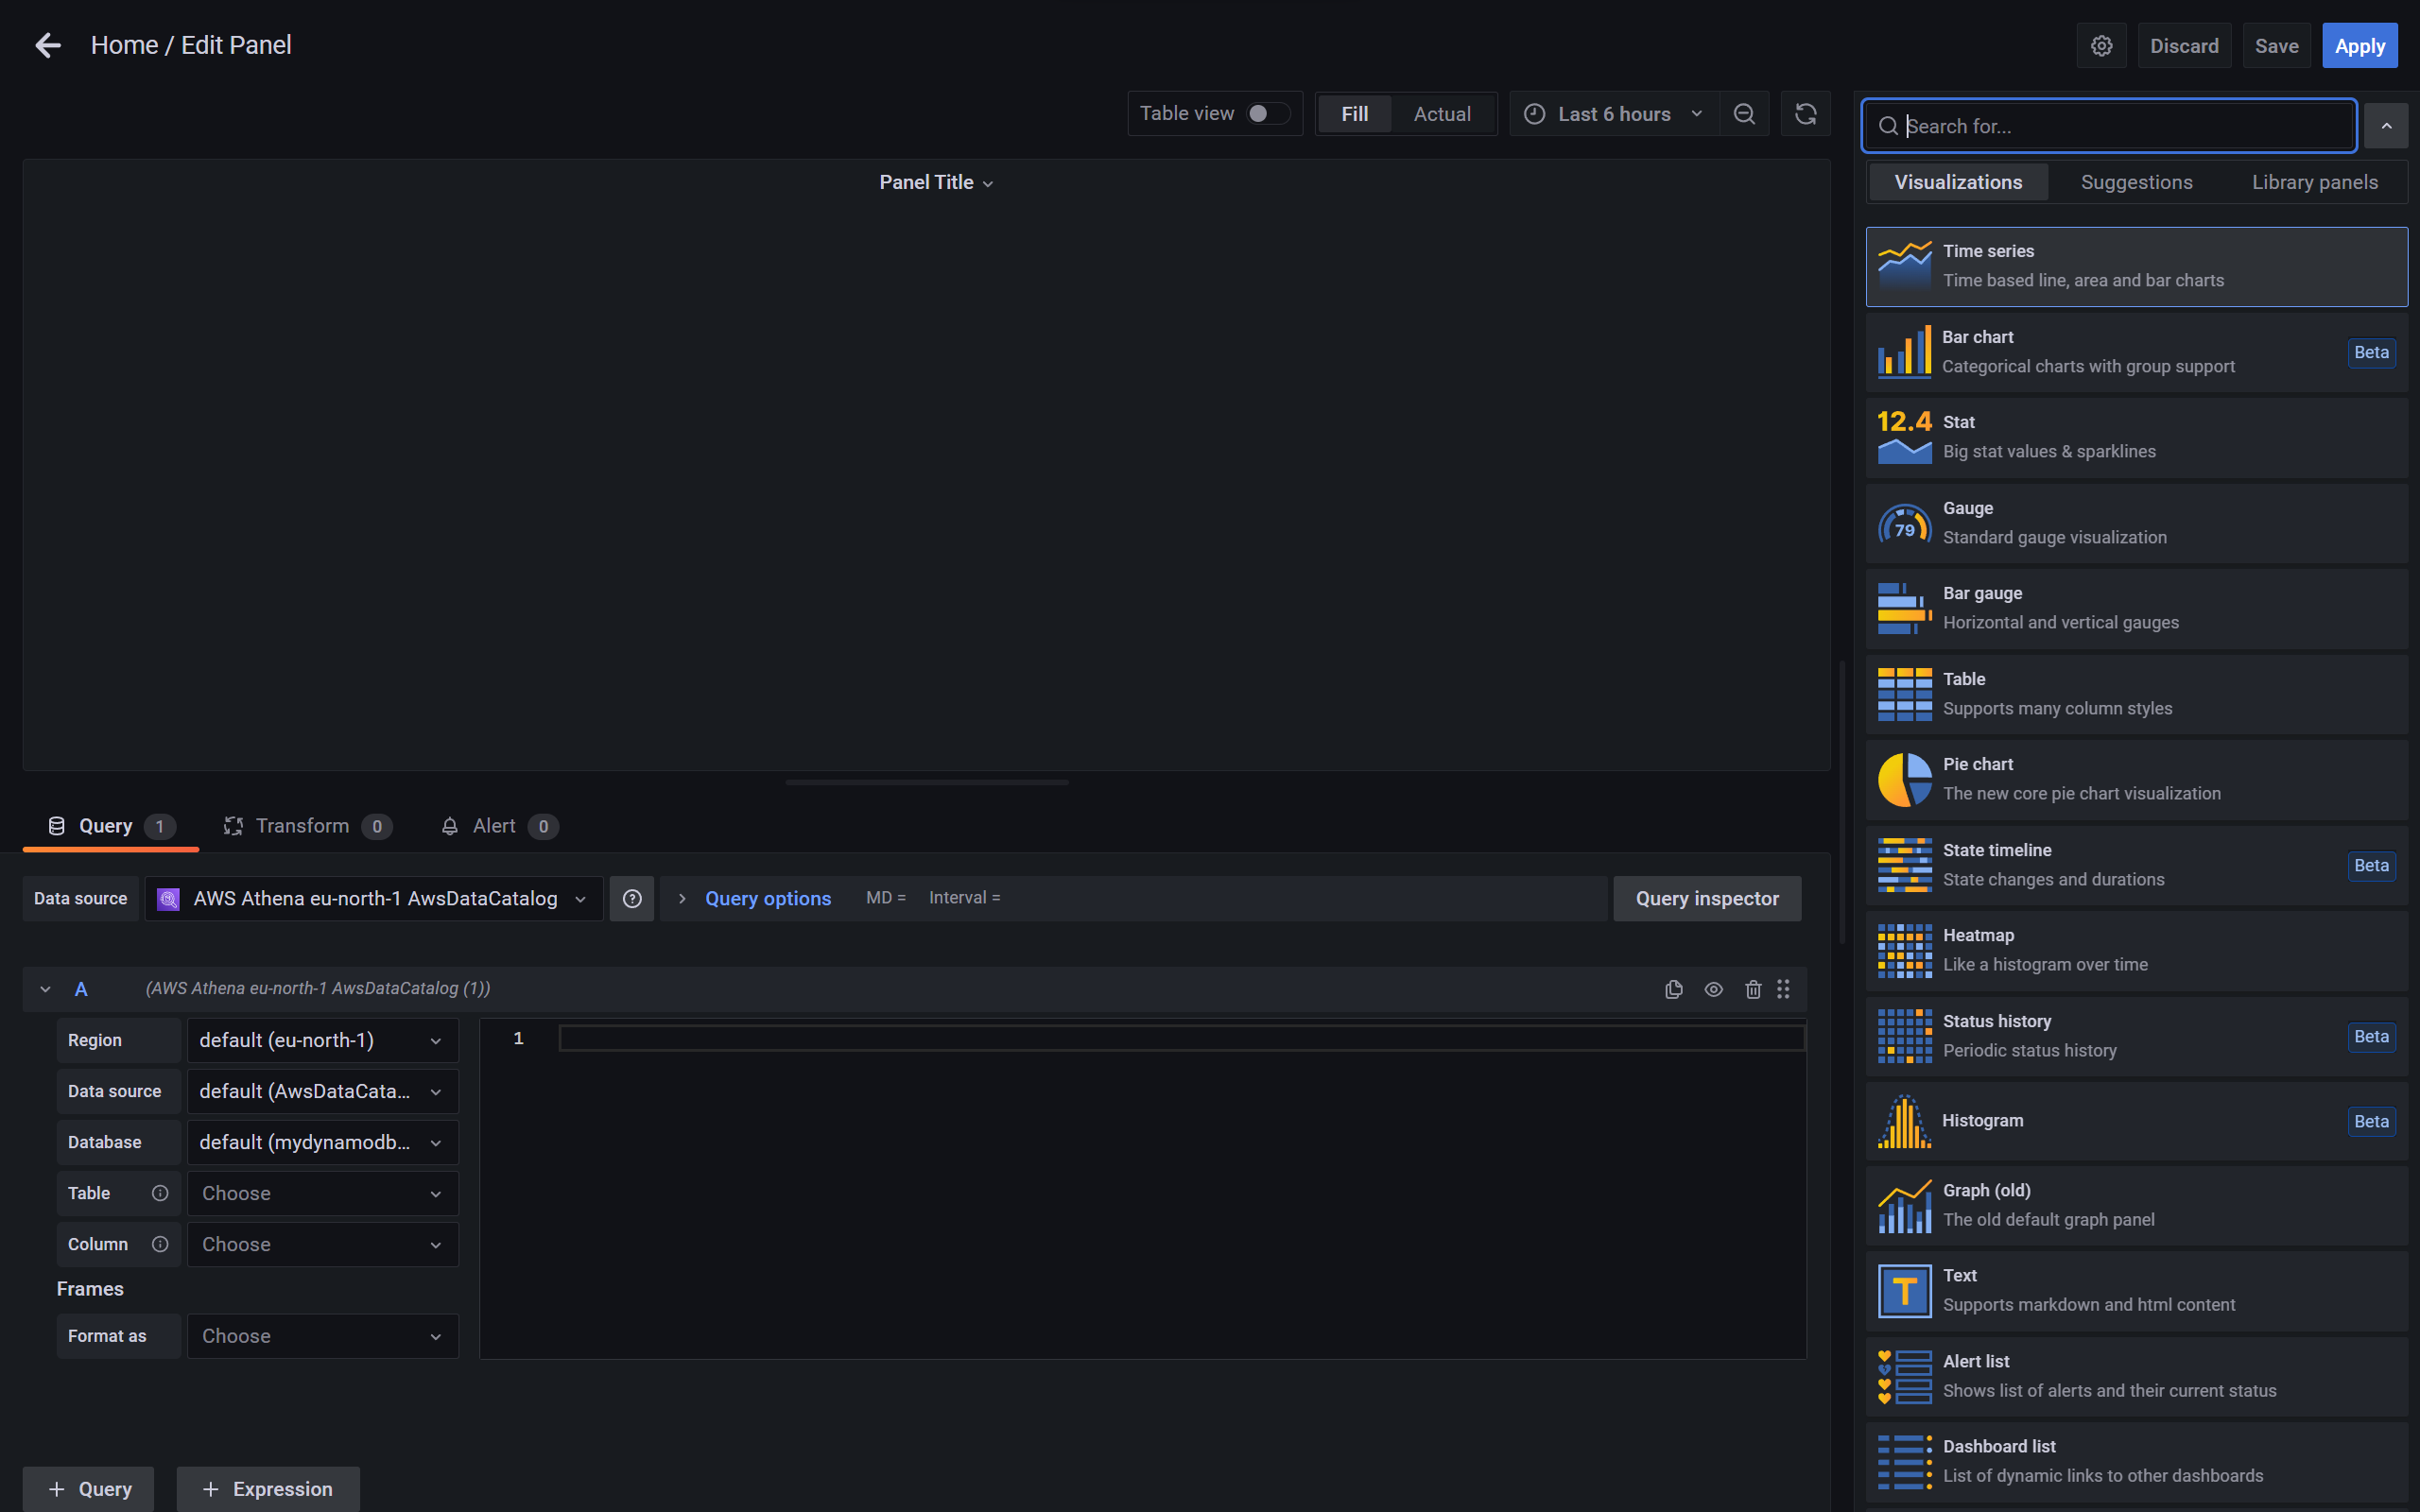 Home / Edit Panel
Discard
Save
Apply
Table view
Fill
Actual
Last 6 hours
Search for...
Panel Title
Visualizations
Suggestions
Library panels
Time series
Time based line, area and bar charts
Bar chart
Categorical charts with group support
Beta
12.4
Stat
Big stat values & sparklines
79
Gauge
Standard gauge visualization
Bar gauge
Horizontal and vertical gauges
Table
Supports many column styles
Pie chart
The new core pie chart visualization
State timeline
State changes and durations
Beta
Heatmap
Like a histogram over time
Status history
Periodic status history
Beta
Histogram
Beta
Graph (old)
The old default graph panel
T
Text
Supports markdown and html content
Alert list
Shows list of alerts and their current status
Dashboard list
List of dynamic links to other dashboards
Query 1
Transform 0
Alert 0
Data source
AWS Athena eu-north-1 AwsDataCatalog
Query options
MD =
Interval =
Query inspector
A
(AWS Athena eu-north-1 AwsDataCatalog (1))
Region
default (eu-north-1)
Data source
default (AwsDataCata...
Database
default (mydynamodb...
Table
Choose
Column
Choose
Frames
Format as
Choose
1
+ Query
+ Expression